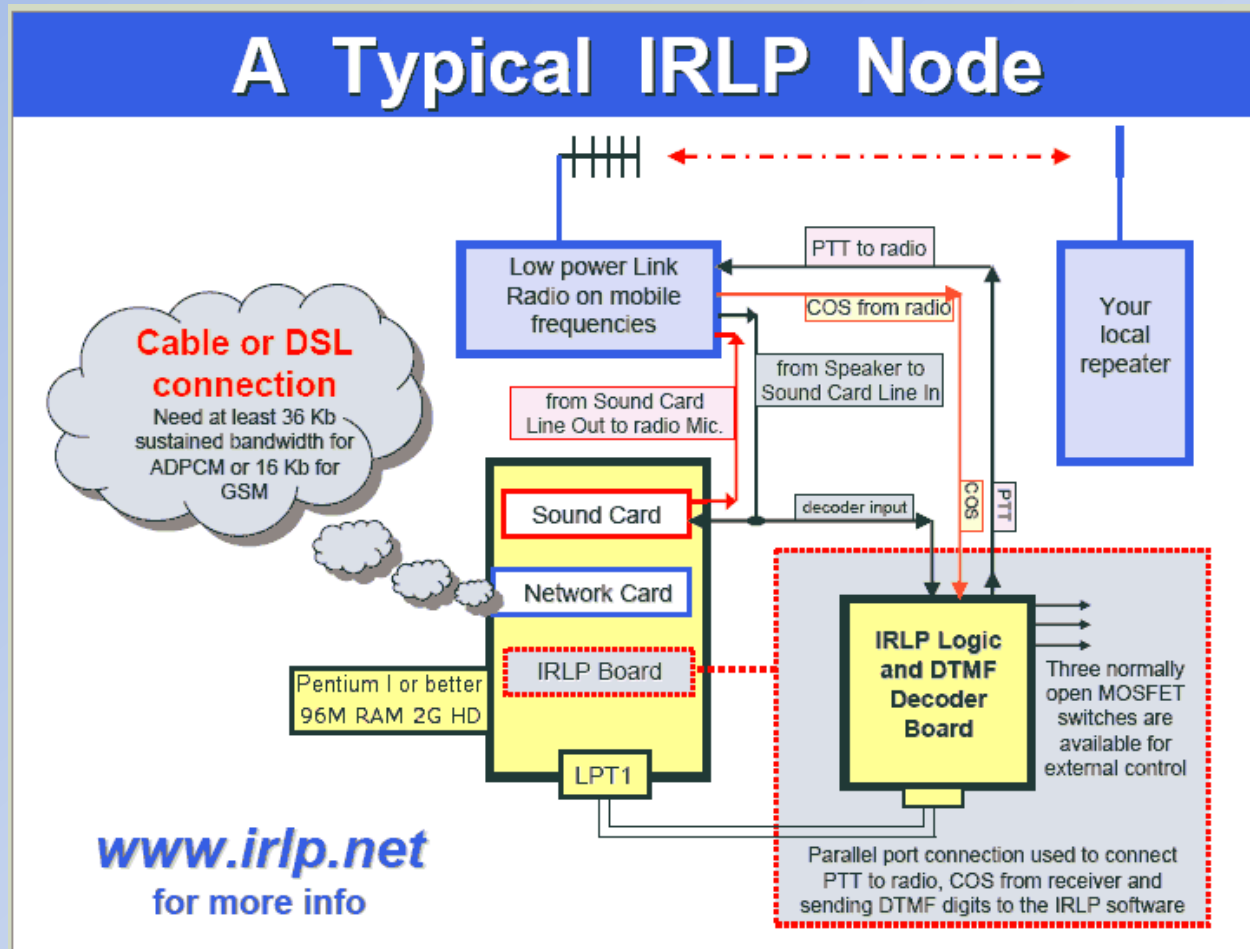 A Typical IRLP Node
Low power Link
Radio on mobile
frequencies
PTT to radio
COS from radio
Your
local
repeater
Cable or DSL
connection
Need at least 36 Kb
sustained bandwidth for
ADPCM or 16 Kb for
GSM
from Speaker to
Sound Card Line In
from Sound Card
Line Out to radio Mic.
Sound Card
decoder input
COS
PTT
Network Card
IRLP Board
Pentium I or better
96M RAM 2G HD
LPT1
IRLP Logic
and DTMF
Decoder
Board
Three normally
open MOSFET
switches are
available for
external control
Parallel port connection used to connect
PTT to radio, COS from receiver and
sending DTMF digits to the IRLP software
www.irlp.net
for more info